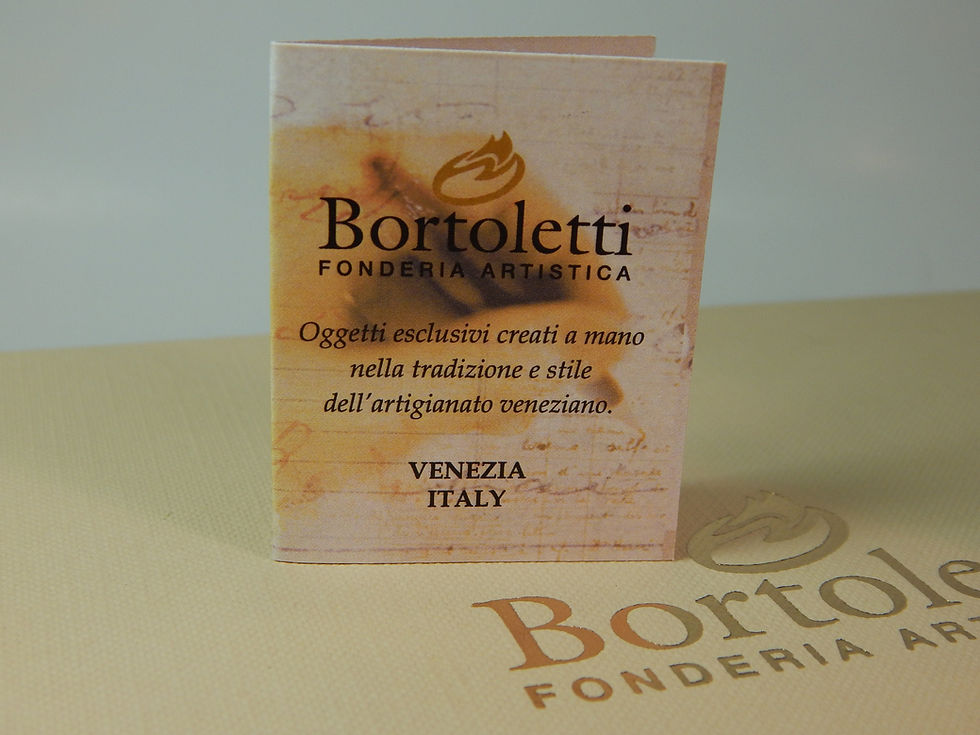 Bortoletti
FONDERIA ARTISTICA
Oggetti esclusivi creati a mano
nella tradizione e stile
dell'artigianato veneziano.
VENEZIA
ITALY
Bortole
FONDERIA ART